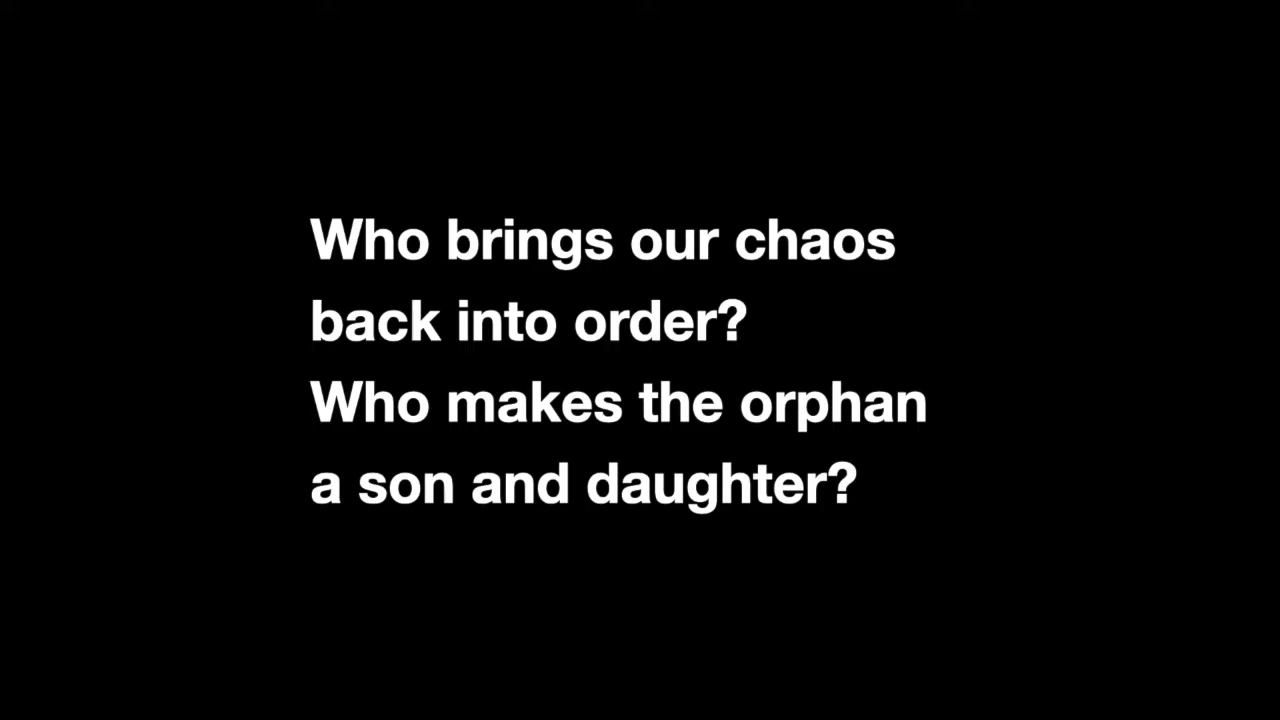 Who brings our chaos
back into order?
Who makes the orphan
a son and daughter?